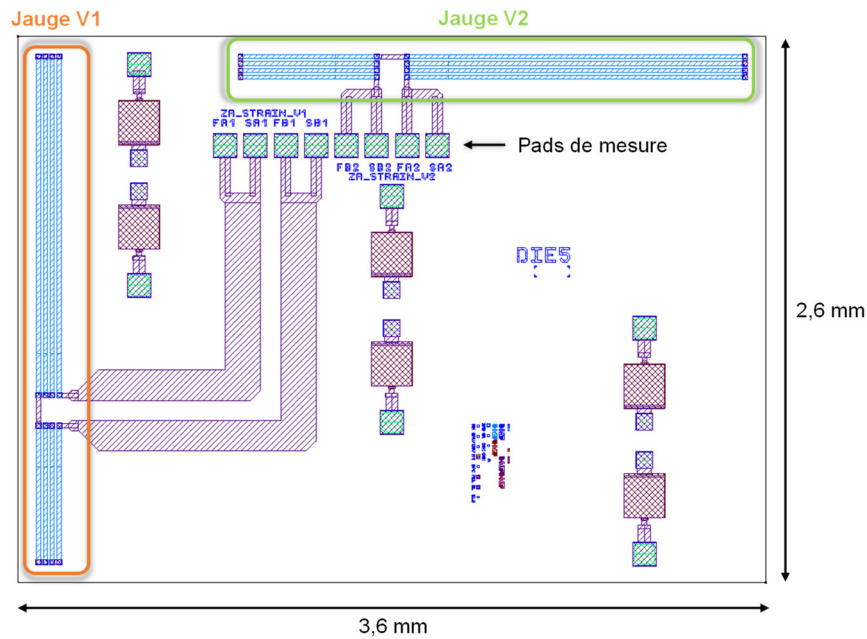 Jauge V1
Jauge V2
ZA_STRAIN_V1
FA1 SA1 FB1 SB1
Pads de mesure
FB2 SB2 FA2 SA2
ZA_STRAIN_V2
DIE5
2,6 mm
3,6 mm